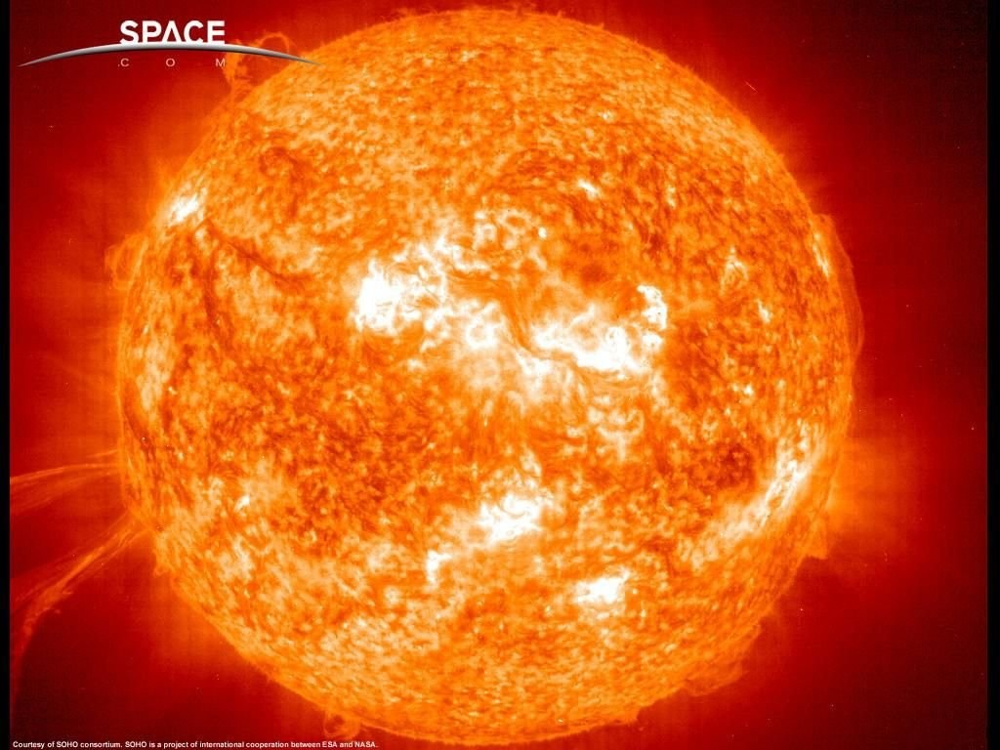 SPACE
.COM
Courtesy of SOHO consortium. SOHO is a project of international cooperation between ESA and NASA.